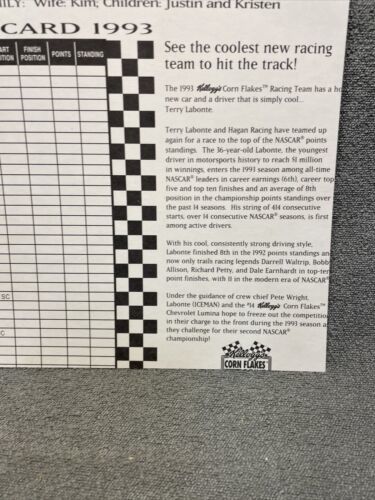 ILY: Wife: Kim; Children: Justin and Kristen
CARD 1993
FINISH POSITION
POINTS
STANDING
See the coolest new racing
team to hit the track!
The 1993 Kellogg's Corn Flakes™ Racing Team has a ho
new car and a driver that is simply cool...
Terry Labonte.
Terry Labonte and Hagan Racing have teamed up
again for a race to the top of the NASCAR® points
standings. The 36-year-old Labonte, the youngest
driver in motorsports history to reach $1 million
in winnings, enters the 1993 season among all-time
NASCAR® leaders in career earnings (6th), career top
five and top ten finishes and an average of 8th
position in the championship points standings over
the past 14 seasons. His string of 414 consecutive
starts, over 14 consecutive NASCAR® seasons, is first
among active drivers.
With his cool, consistently strong driving style,
Labonte finished 8th in the 1992 points standings an
now only trails racing legends Darrell Waltrip, Bobb
Allison, Richard Petty, and Dale Earnhardt in top-ten
point finishes, with 11 in the modern era of NASCAR®
Under the guidance of crew chief Pete Wright,
Labonte (ICEMAN) and the #14 Kellogg's Corn Flakes™
Chevrolet Lumina hope to freeze out the competitio
in their charge to the front during the 1993 season a
they challenge for their second NASCAR®
championship!
SC
C
Kellogg's
CORN FLAKES